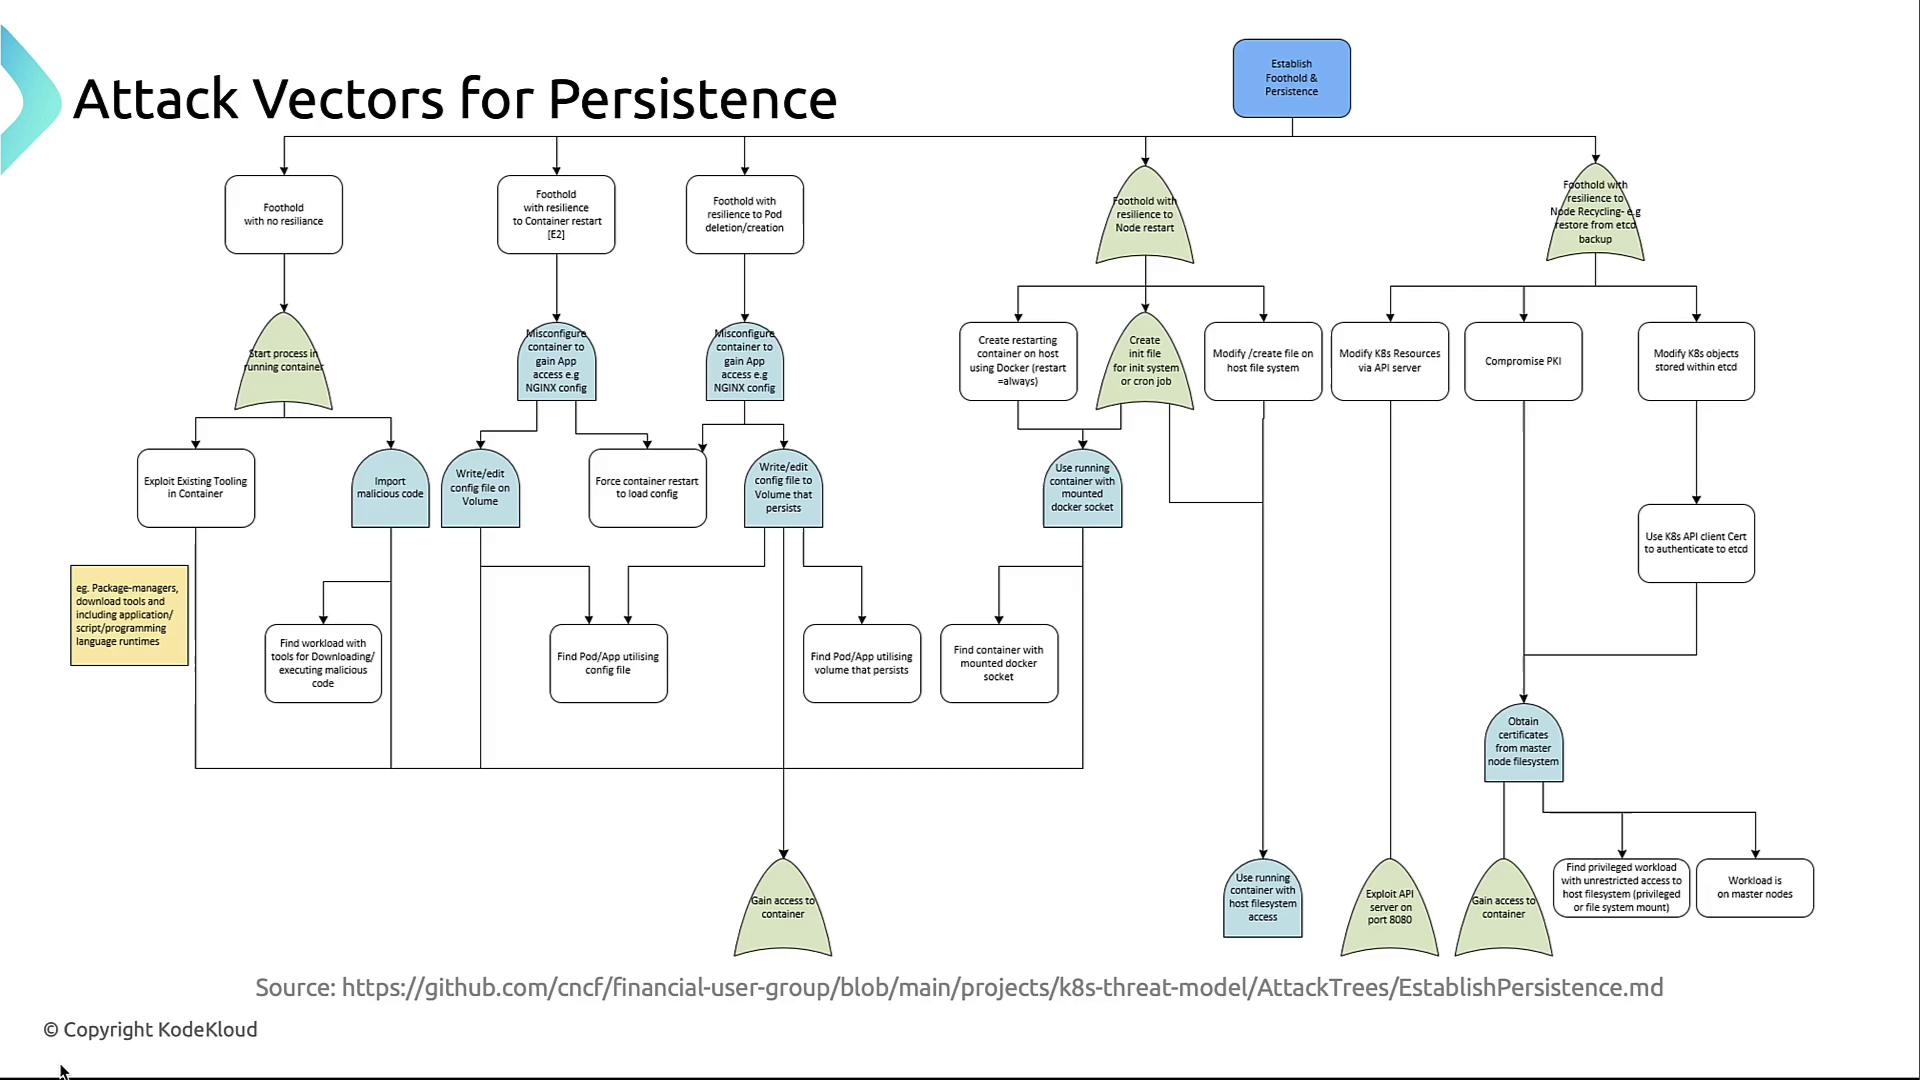 Attack Vectors for Persistence
Establish
Foothold &
Persistence
Foothold
with no resiliance
Foothold
with resilience
to Container restart
[E2]
Foothold with
resilience to Pod
deletion/creation
Foothold with
resilience to
Node restart
Foothold with
resilience to
Node Recycling- e.g
restore from etcd
backup
Start process in
running container
Misconfigure
container to
gain App
access e.g
NGINX config
Misconfigure
container to
gain App
access e.g
NGINX config
Create restarting
container on host
using Docker (restart
=always)
Create
init file
for init system
or cron job
Modify /create file on
host file system
Modify K8s Resources
via API server
Compromise PKI
Modify K8s objects
stored within etcd
Exploit Existing Tooling
in Container
Import
malicious code
Write/edit
config file on
Volume
Force container restart
to load config
Write/edit
config file to
Volume that
persists
Use running
container with
mounted
docker socket
Use K8s API client Cert
to authenticate to etcd
eg. Package-managers,
download tools and
including application/
script/programming
language runtimes
Find workload with
tools for Downloading/
executing malicious
code
Find Pod/App utilising
config file
Find Pod/App utilising
volume that persists
Find container with
mounted docker
socket
Obtain
certificates
from master
node filesystem
Gain access to
container
Use running
container with
host filesystem
access
Exploit API
server on
port 8080
Gain access to
container
Find privileged workload
with unrestricted access to
host filesystem (privileged
or file system mount)
Workload is
on master nodes
Source: https://github.com/cncf/financial-user-group/blob/main/projects/k8s-threat-model/AttackTrees/EstablishPersistence.md
© Copyright KodeKloud